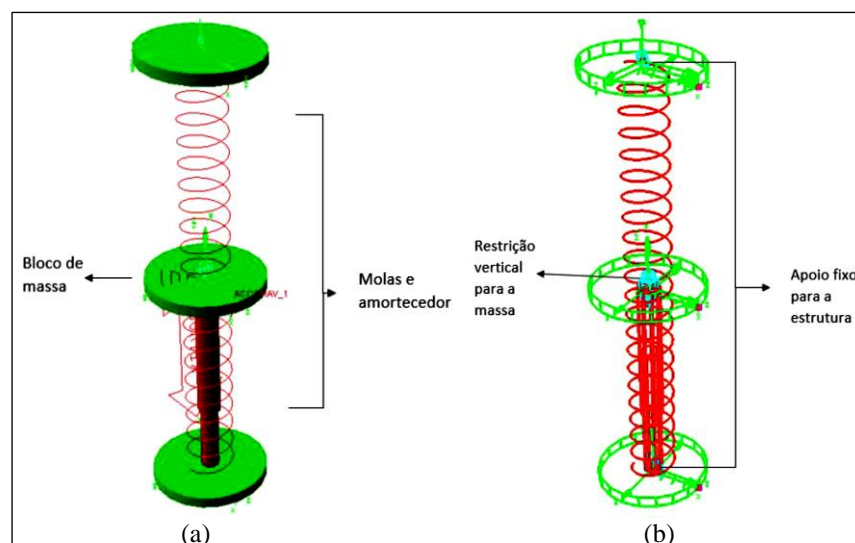 Bloco de
massa
Molas e
amortecedor
Restrição
vertical
para a
massa
Apoio fixo
para a
estrutura
(a)
(b)